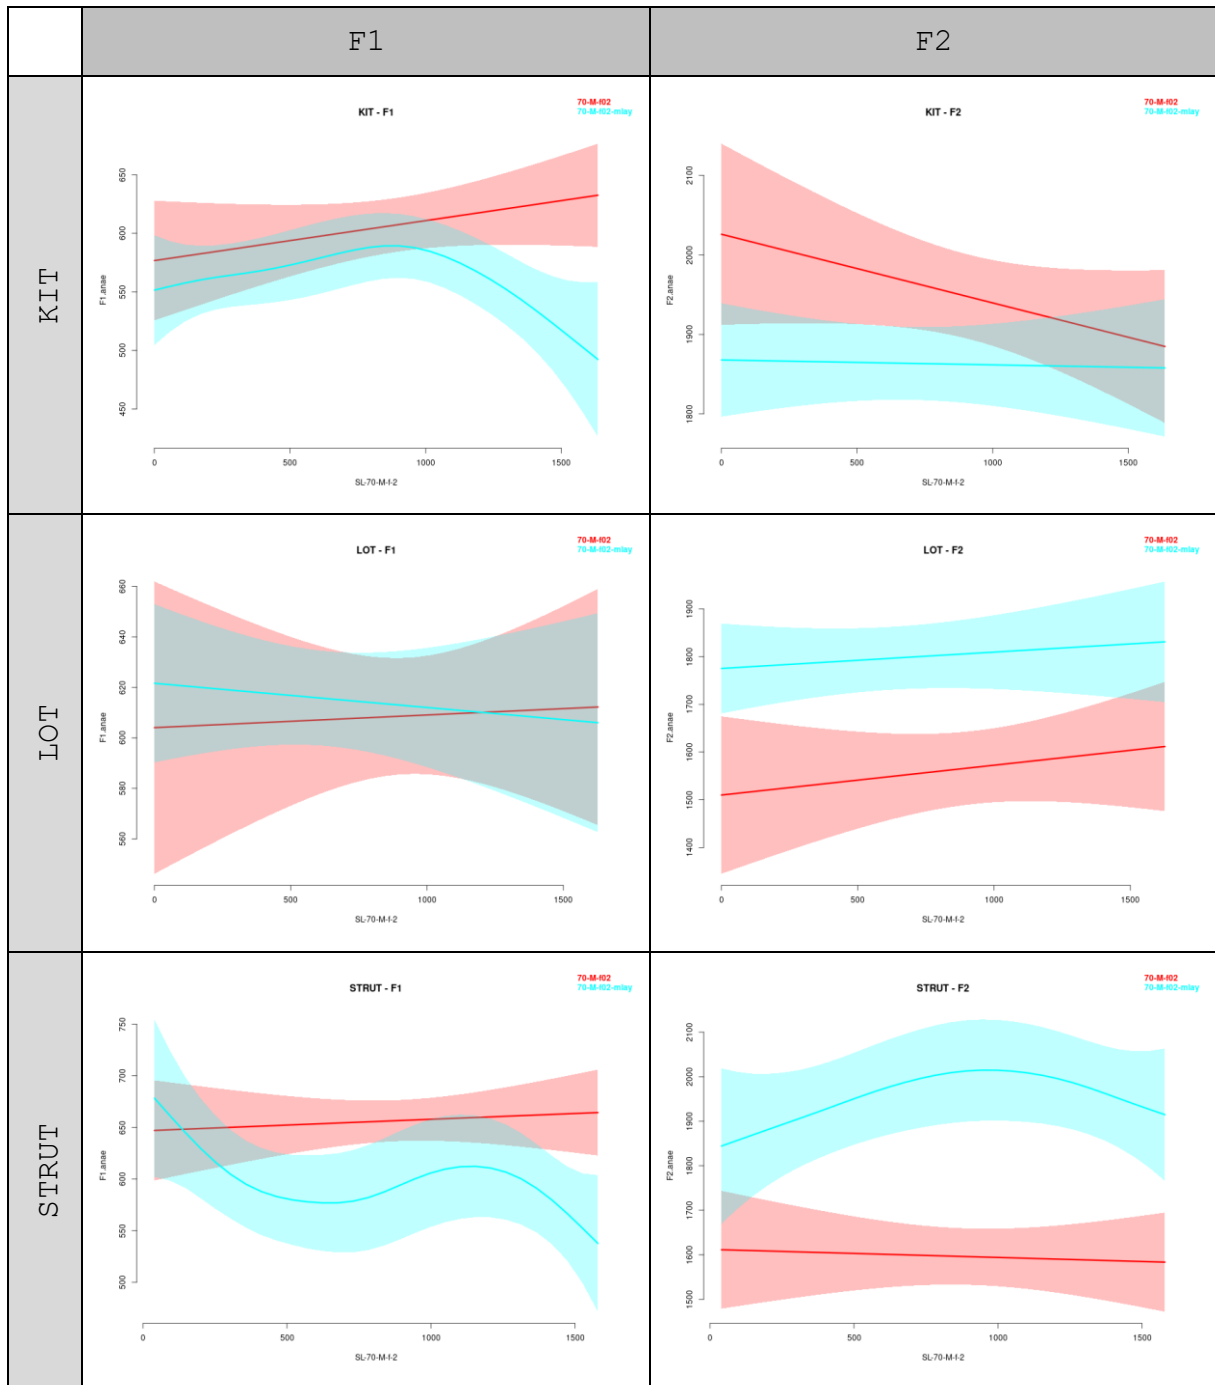 F1 F2
KIT
KIT - F1
70-M-f02
70-M-f02-mlay
F1.anae
650
600
550
500
450
0 500 1000 1500
SL-70-M-f-2
KIT - F2
70-M-f02
70-M-f02-mlay
F2.anae
2100
2000
1900
1800
0 500 1000 1500
SL-70-M-f-2
LOT
LOT - F1
70-M-f02
70-M-f02-mlay
F1.anae
660
640
620
600
580
560
0 500 1000 1500
SL-70-M-f-2
LOT - F2
70-M-f02
70-M-f02-mlay
F2.anae
1900
1800
1700
1600
1500
1400
0 500 1000 1500
SL-70-M-f-2
STRUT
STRUT - F1
70-M-f02
70-M-f02-mlay
F1.anae
750
700
650
600
550
500
0 500 1000 1500
SL-70-M-f-2
STRUT - F2
70-M-f02
70-M-f02-mlay
F2.anae
2100
2000
1900
1800
1700
1600
1500
0 500 1000 1500
SL-70-M-f-2